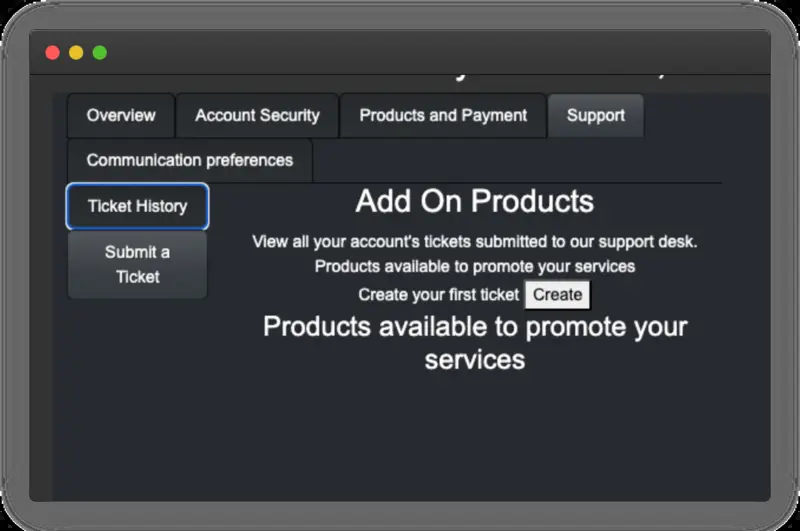 Overview Account Security Products and Payment Support
Communication preferences
Ticket History
Submit a
Ticket
Add On Products
View all your account's tickets submitted to our support desk.
Products available to promote your services
Create your first ticket Create
Products available to promote your
services